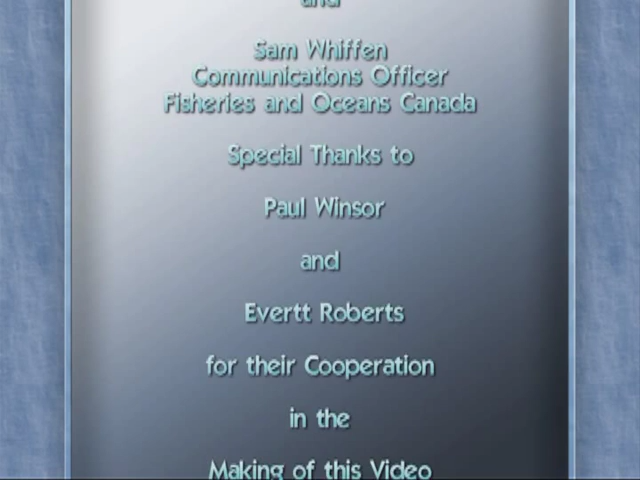 and
Sam Whiffen
Communications Officer
Fisheries and Oceans Canada
Special Thanks to
Paul Winsor
and
Evertt Roberts
for their Cooperation
in the
Making of this Video